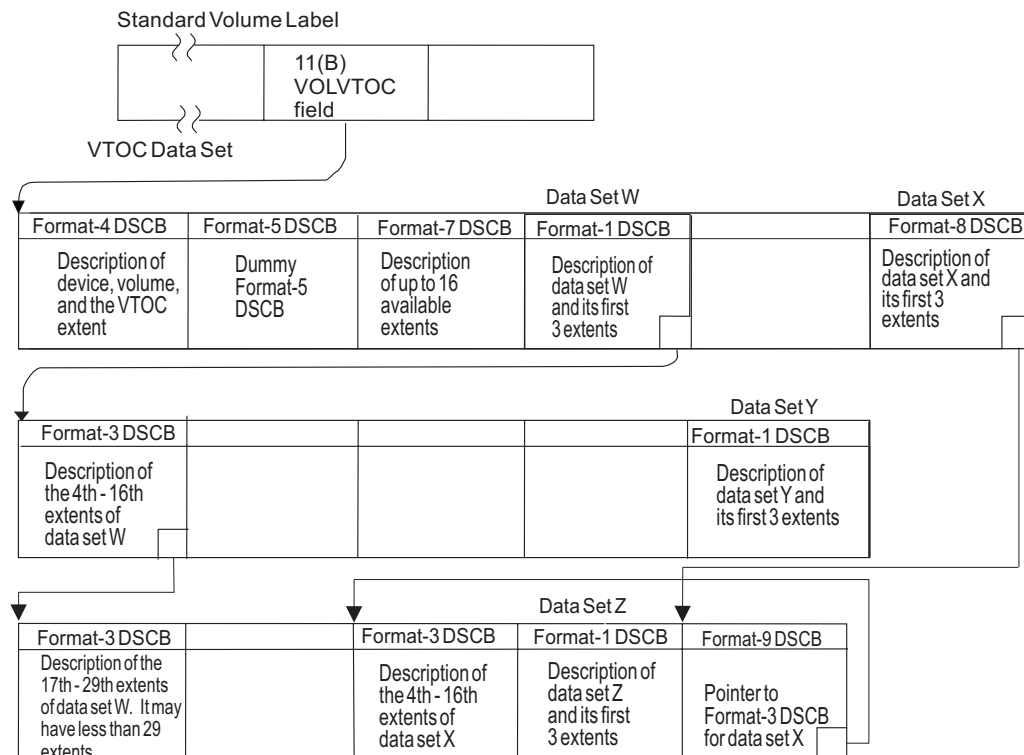 Standard Volume Label
11(B)
VOLVTOC
field
VTOC Data Set
Data Set W
Data Set X
Format-4 DSCB
Format-5 DSCB
Format-7 DSCB
Format-1 DSCB
Format-8 DSCB
Description of
device, volume,
and the VTOC
extent
Dummy
Format-5
DSCB
Description
of up to 16
available
extents
Description of
data set W
and its first
3 extents
Description of
data set X and
its first 3
extents
Data Set Y
Format-3 DSCB
Format-1 DSCB
Description of
the 4th - 16th
extents of
data set W
Description of
data set Y and
its first 3 extents
Data Set Z
Format-3 DSCB
Format-3 DSCB
Format-1 DSCB
Format-9 DSCB
Description of the
17th - 29th extents
of data set W. It may
have less than 29
extents
Description of
the 4th - 16th
extents of
data set X
Description of
data set Z
and its first
3 extents
Pointer to
Format-3 DSCB
for data set X